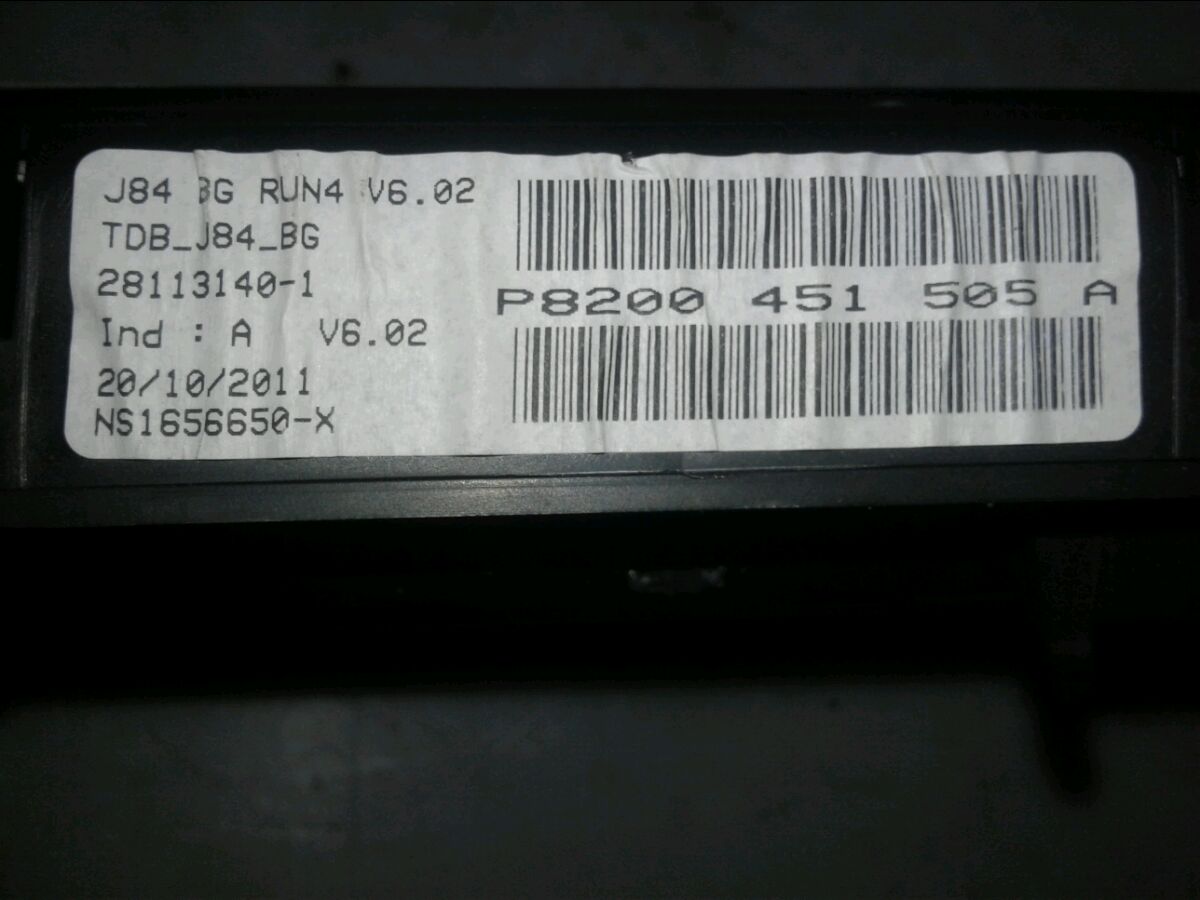 J84 BG RUN4 V6.02
TDB_J84_BG
28113140-1
Ind : A V6.02
20/10/2011
NS1656650-X
P8200 451 505 A